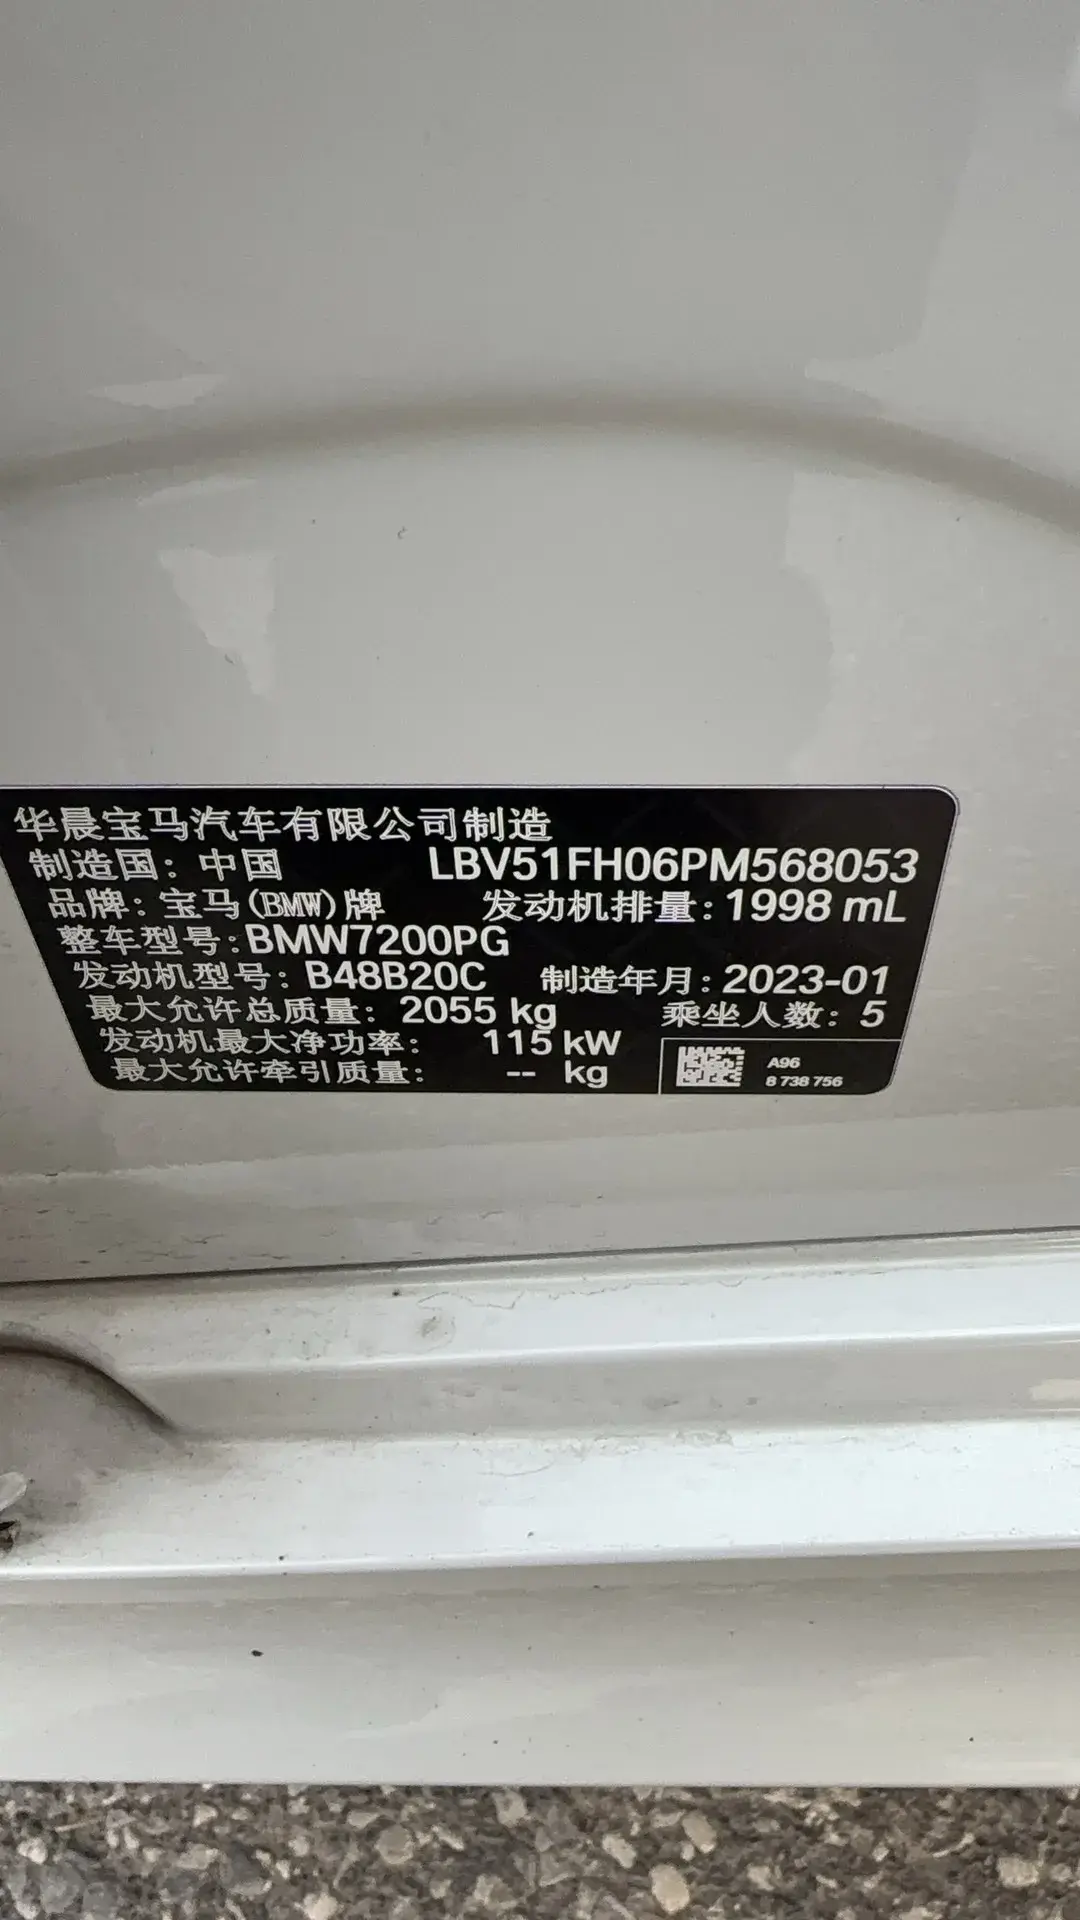 华晨宝马汽车有限公司制造
制造国：中国 LBV51FH06PM568053
品牌：宝马(BMW)牌 发动机排量：1998 mL
整车型号：BMW7200PG
发动机型号：B48B20C 制造年月：2023-01
最大允许总质量：2055 kg 乘坐人数：5
发动机最大净功率：115 kW
最大允许牵引质量：-- kg
A96
8 738 756